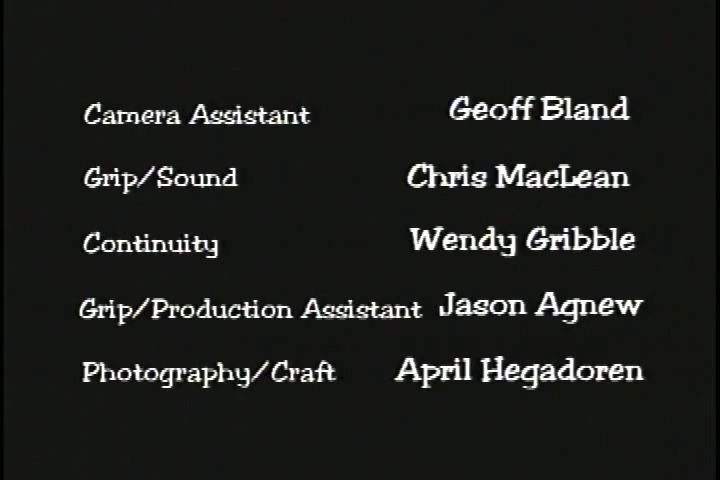 Camera Assistant Geoff Bland
Grip/Sound Chris MacLean
Continuity Wendy Gribble
Grip/Production Assistant Jason Agnew
Photography/Craft April Hegadoren